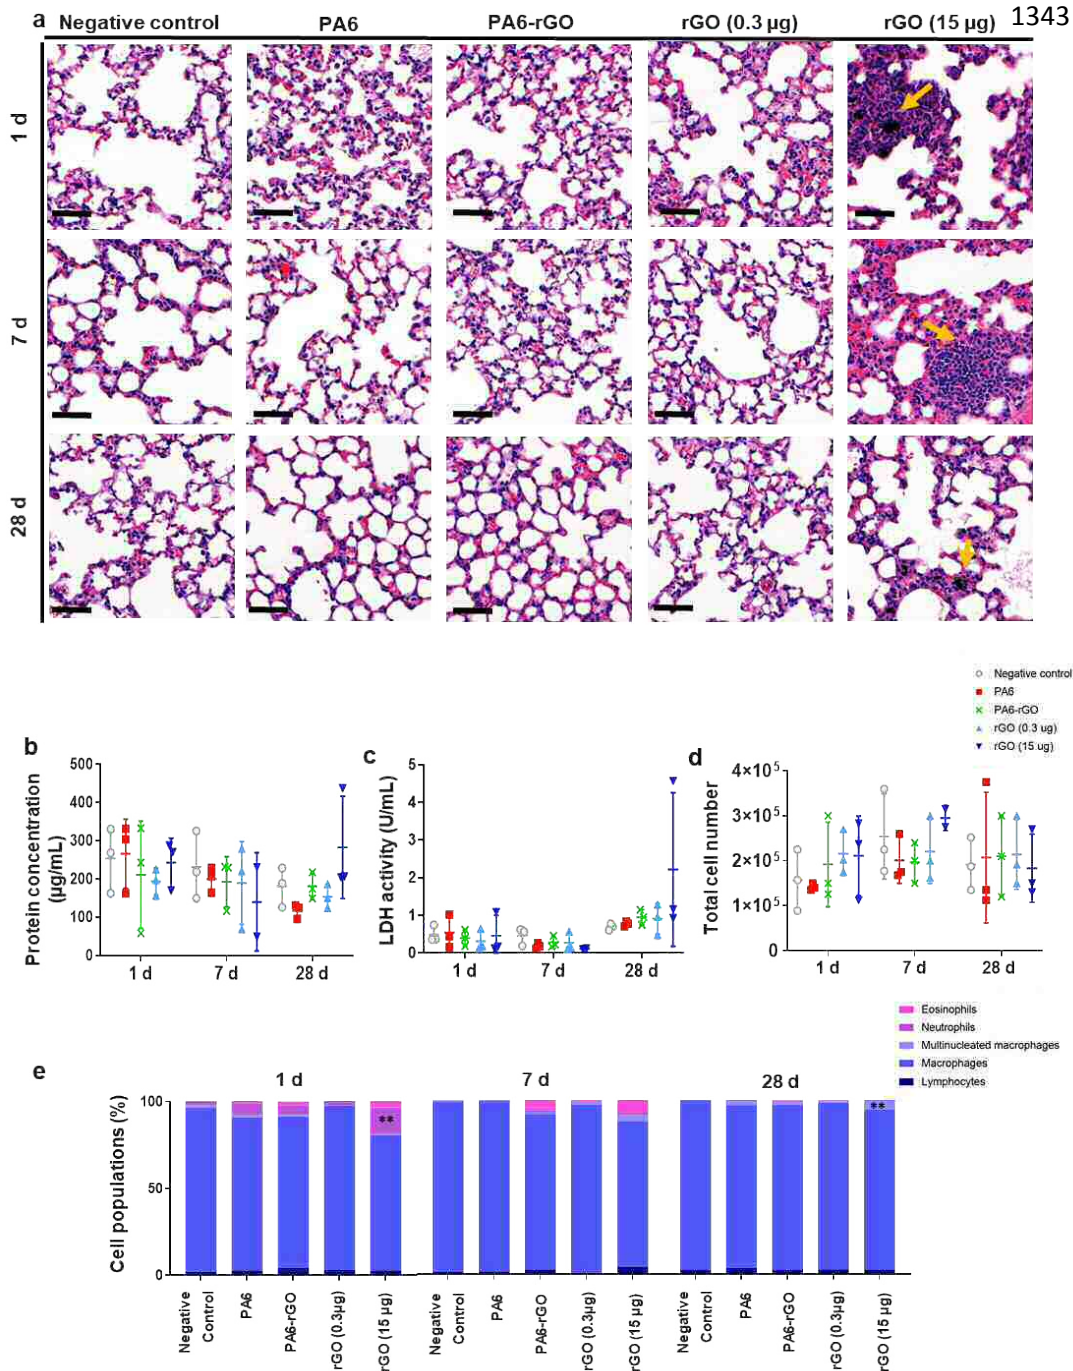 a
Negative control
PA6
PA6-rGO
rGO (0.3 µg)
rGO (15 µg)
1343
1 d
7 d
28 d
Negative control
PA6
PA6-rGO
rGO (0.3 ug)
rGO (15 ug)
b
Protein concentration
(µg/mL)
500
400
300
200
100
0
1 d
7 d
28 d
c
LDH activity (U/mL)
5
4
3
2
1
0
1 d
7 d
28 d
d
Total cell number
4×10⁵
3×10⁵
2×10⁵
1×10⁵
0
1 d
7 d
28 d
Eosinophils
Neutrophils
Multinucleated macrophages
Macrophages
Lymphocytes
e
1 d
7 d
28 d
Cell populations (%)
100
50
0
**
**
Negative
Control
PA6
PA6-rGO
rGO (0.3µg)
rGO (15 µg)
Negative
Control
PA6
PA6-rGO
rGO (0.3µg)
rGO (15 µg)
Negative
Control
PA6
PA6-rGO
rGO (0.3µg)
rGO (15 µg)